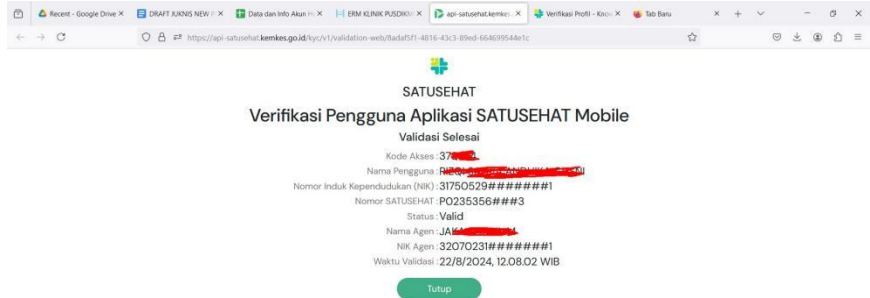 Recent - Google Drive
DRAFT JUKNIS NEW
Data dan Info Akun
ERM KLINIK PUSDIK
api-satusehat.kemkes
Verifikasi Profil - Know
Tab Baru
https://api-satusehat.kemkes.go.id/kyc/v1/validation-web/8adaf5f1-4816-43c3-89ed-664699544e1c
SATUSEHAT
Verifikasi Pengguna Aplikasi SATUSEHAT Mobile
Validasi Selesai
Kode Akses :
Nama Pengguna :
Nomor Induk Kependudukan (NIK) : 31750529#######1
Nomor SATUSEHAT : P0235356###3
Status : Valid
Nama Agen :
NIK Agen : 32070231#######1
Waktu Validasi : 22/8/2024, 12.08.02 WIB
Tutup